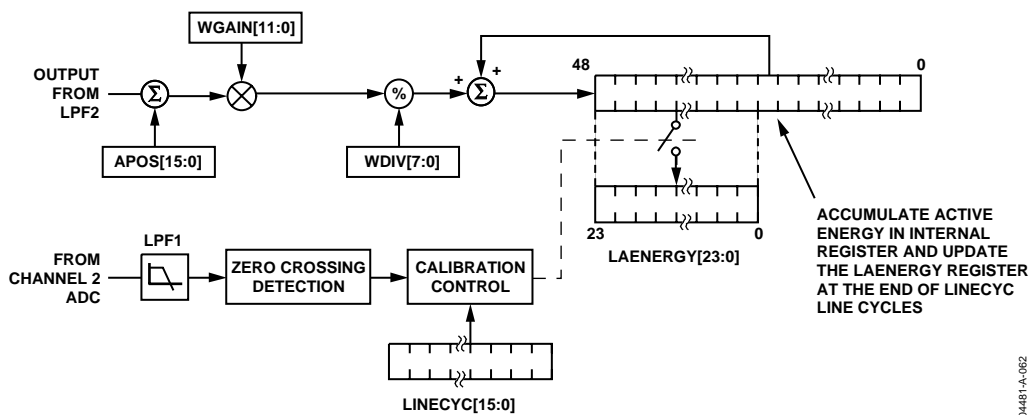 WGAIN[11:0]
OUTPUT
FROM
LPF2
Σ
%
+
+
Σ
48
0
APOS[15:0]
WDIV[7:0]
23
0
LAENERGY[23:0]
ACCUMULATE ACTIVE
ENERGY IN INTERNAL
REGISTER AND UPDATE
THE LAENERGY REGISTER
AT THE END OF LINECYC
LINE CYCLES
FROM
CHANNEL 2
ADC
LPF1
ZERO CROSSING
DETECTION
CALIBRATION
CONTROL
LINECYC[15:0]
04481-A-062